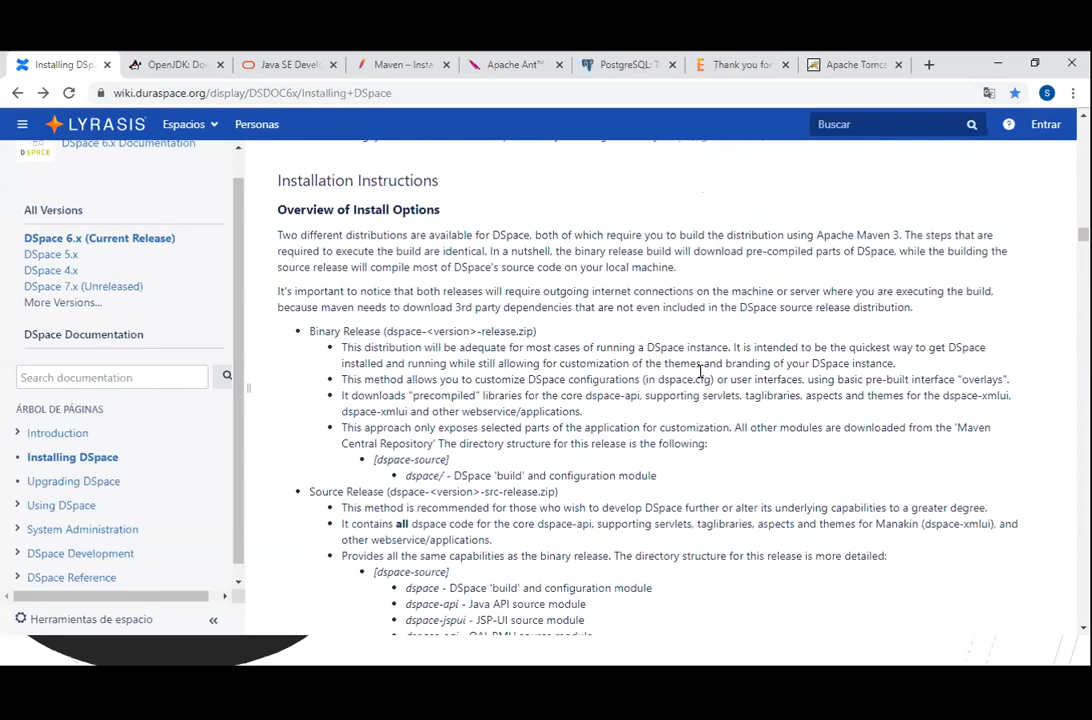 Installing DSp
OpenJDK: Do
Java SE Devel
Maven – Insta
Apache Ant™
PostgreSQL: T
Thank you for
Apache Tomca
wiki.duraspace.org/display/DSDOC6x/Installing+DSpace
S
LYRASIS
Espacios
Personas
Buscar
Entrar
DSPACE
DSpace 6.x Documentation
All Versions
DSpace 6.x (Current Release)
DSpace 5.x
DSpace 4.x
DSpace 7.x (Unreleased)
More Versions...
DSpace Documentation
Search documentation
ÁRBOL DE PÁGINAS
Introduction
Installing DSpace
Upgrading DSpace
Using DSpace
System Administration
DSpace Development
DSpace Reference
Herramientas de espacio
Installation Instructions
Overview of Install Options
Two different distributions are available for DSpace, both of which require you to build the distribution using Apache Maven 3. The steps that are
required to execute the build are identical. In a nutshell, the binary release build will download pre-compiled parts of DSpace, while the building the
source release will compile most of DSpace's source code on your local machine.
It's important to notice that both releases will require outgoing internet connections on the machine or server where you are executing the build,
because maven needs to download 3rd party dependencies that are not even included in the DSpace source release distribution.
Binary Release (dspace-<version>-release.zip)
This distribution will be adequate for most cases of running a DSpace instance. It is intended to be the quickest way to get DSpace
installed and running while still allowing for customization of the themes and branding of your DSpace instance.
This method allows you to customize DSpace configurations (in dspace.cfg) or user interfaces, using basic pre-built interface "overlays".
It downloads "precompiled" libraries for the core dspace-api, supporting servlets, taglibraries, aspects and themes for the dspace-xmlui,
dspace-xmlui and other webservice/applications.
This approach only exposes selected parts of the application for customization. All other modules are downloaded from the 'Maven
Central Repository' The directory structure for this release is the following:
[dspace-source]
dspace/ - DSpace 'build' and configuration module
Source Release (dspace-<version>-src-release.zip)
This method is recommended for those who wish to develop DSpace further or alter its underlying capabilities to a greater degree.
It contains all dspace code for the core dspace-api, supporting servlets, taglibraries, aspects and themes for Manakin (dspace-xmlui), and
other webservice/applications.
Provides all the same capabilities as the binary release. The directory structure for this release is more detailed:
[dspace-source]
dspace - DSpace 'build' and configuration module
dspace-api - Java API source module
dspace-jspui - JSP-UI source module